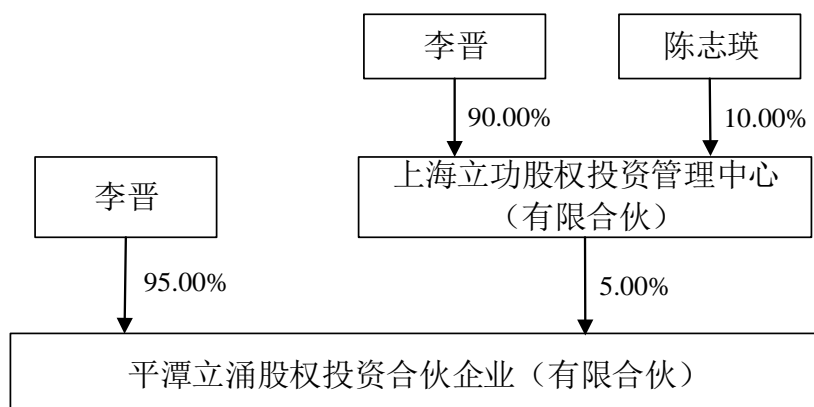 李晋
陈志瑛
90.00%
10.00%
李晋
上海立功股权投资管理中心
（有限合伙）
95.00%
5.00%
平潭立涌股权投资合伙企业（有限合伙）